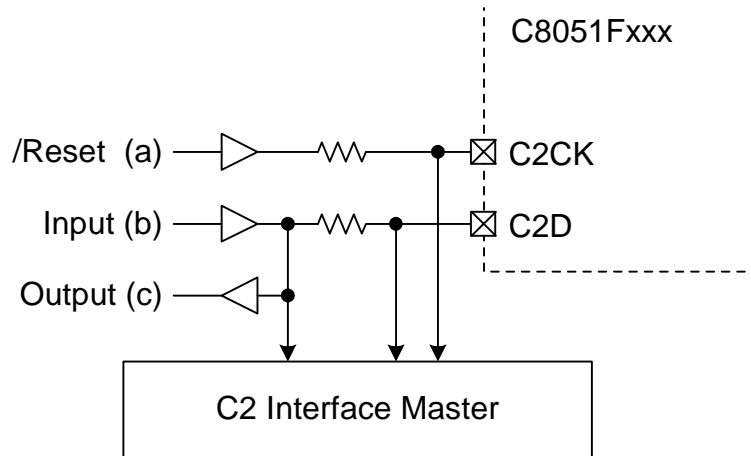 C8051Fxxx
/Reset (a)
C2CK
Input (b)
C2D
Output (c)
C2 Interface Master